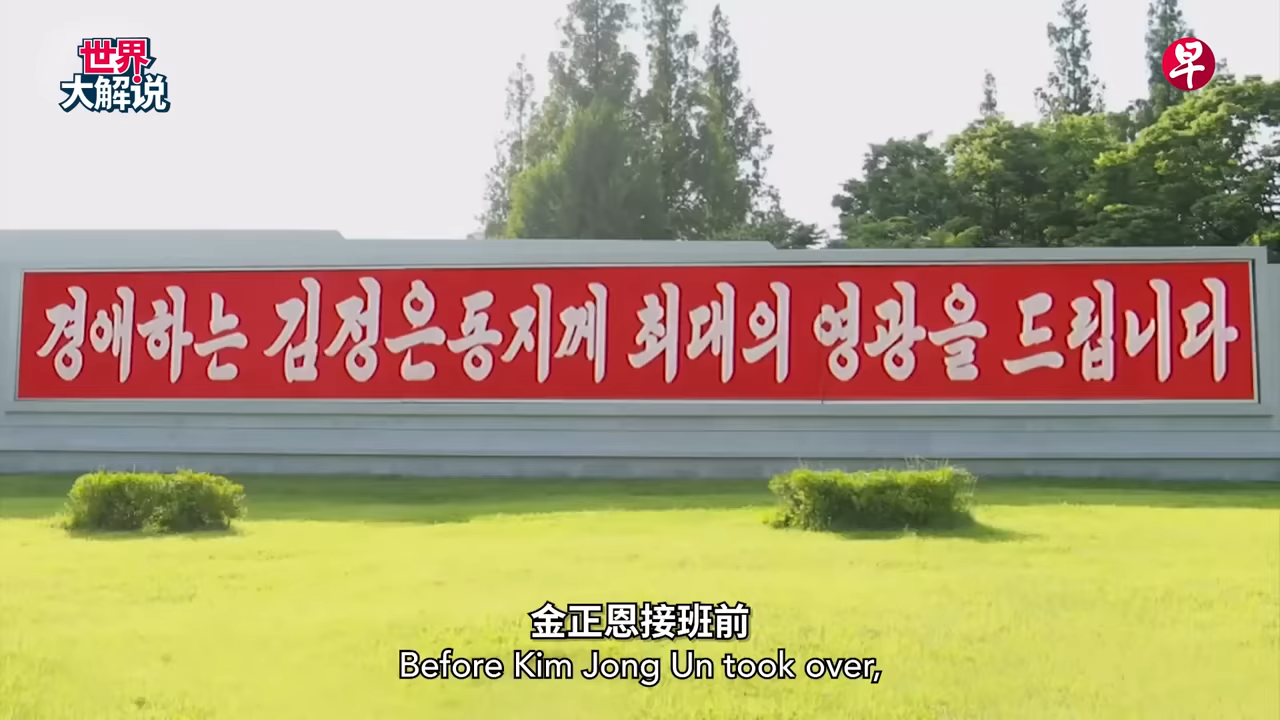 世界
大解说
早
경애하는 김정은동지께 최대의 영광을 드립니다
金正恩接班前
Before Kim Jong Un took over,